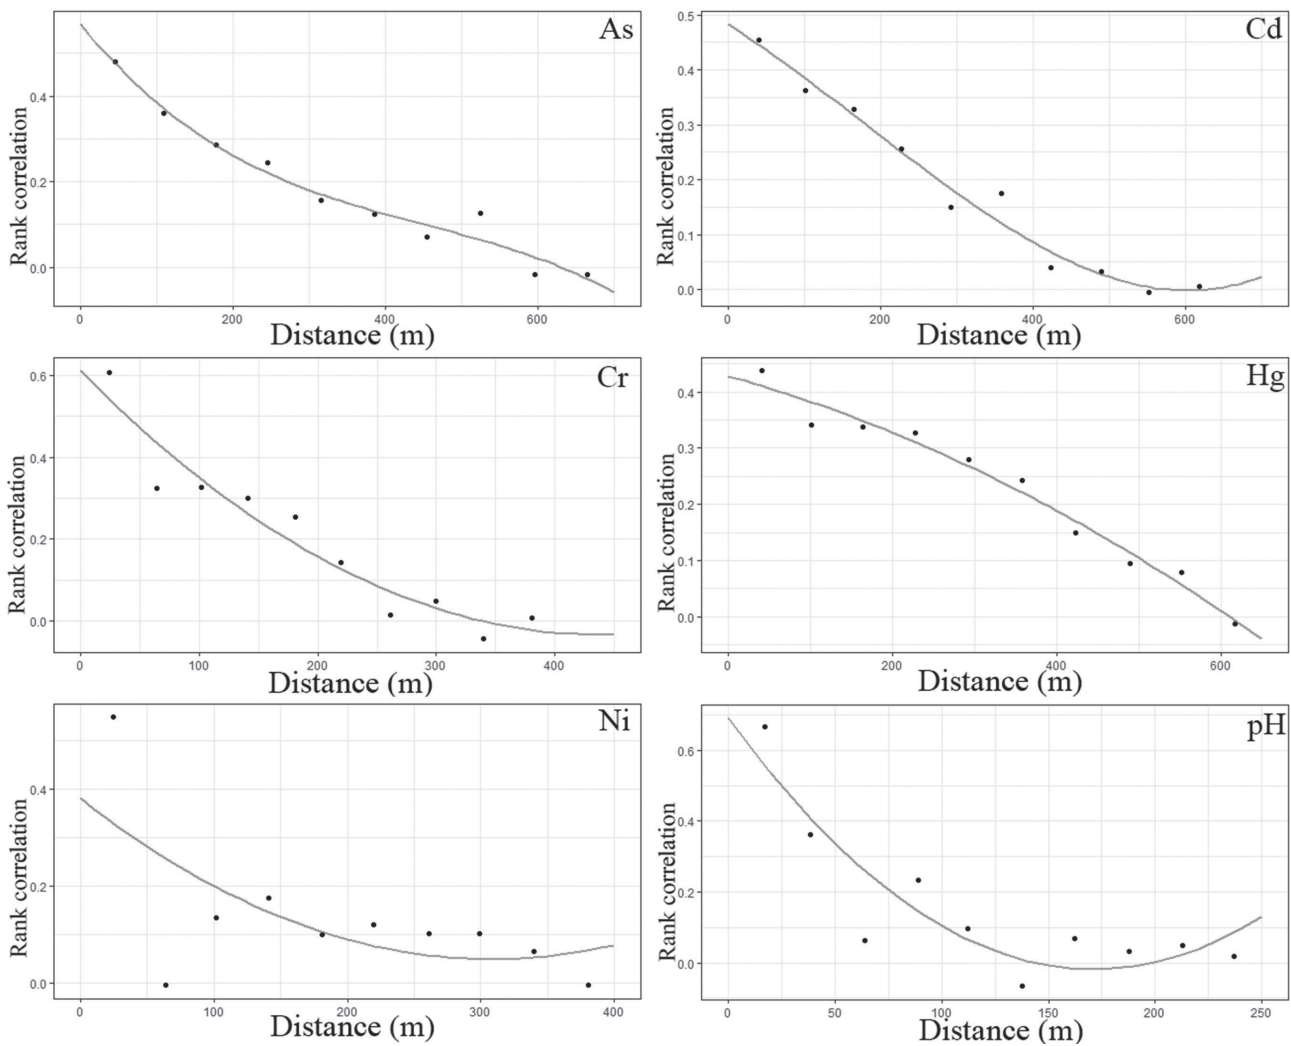 As
Rank correlation
0.4
0.2
0.0
0 200 400 600
Distance (m)
Cd
Rank correlation
0.5
0.4
0.3
0.2
0.1
0.0
0 200 400 600
Distance (m)
Cr
Rank correlation
0.6
0.4
0.2
0.0
0 100 200 300 400
Distance (m)
Hg
Rank correlation
0.4
0.3
0.2
0.1
0.0
0 200 400 600
Distance (m)
Ni
Rank correlation
0.4
0.2
0.0
0 100 200 300 400
Distance (m)
pH
Rank correlation
0.6
0.4
0.2
0.0
0 50 100 150 200 250
Distance (m)